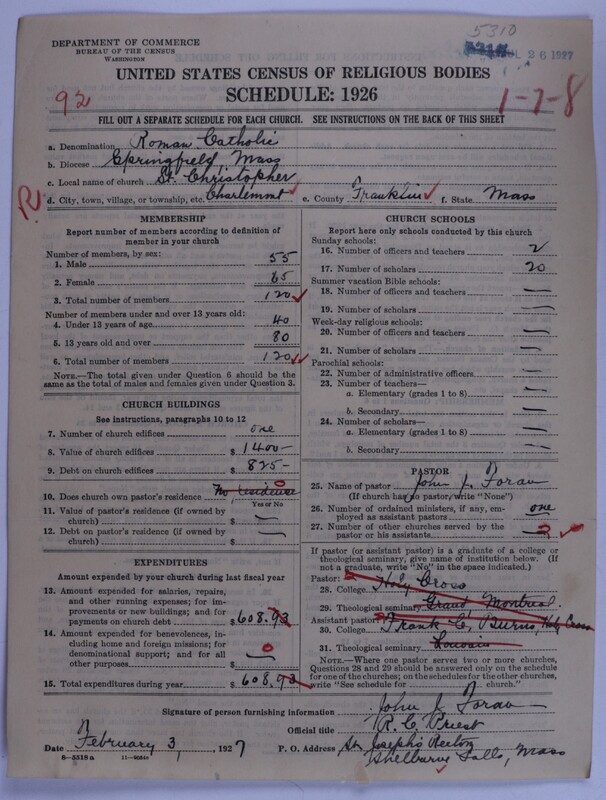 5310
DEPARTMENT OF COMMERCE
BUREAU OF THE CENSUS
WASHINGTON
26 1927
UNITED STATES CENSUS OF RELIGIOUS BODIES
SCHEDULE: 1926
92
1-7-8
FILL OUT A SEPARATE SCHEDULE FOR EACH CHURCH. SEE INSTRUCTIONS ON THE BACK OF THIS SHEET
a. Denomination Roman Catholic
b. Diocese Springfield, Mass
c. Local name of church St. Christopher
d. City, town, village, or township, etc. Charlemont e. County Franklin f. State Mass
R
MEMBERSHIP
Report number of members according to definition of
member in your church
Number of members, by sex:
1. Male 55
2. Female 65
3. Total number of members 120
Number of members under and over 13 years old:
4. Under 13 years of age 40
5. 13 years old and over 80
6. Total number of members 120
NOTE.—The total given under Question 6 should be
the same as the total of males and females given under Question 3.
CHURCH BUILDINGS
See instructions, paragraphs 10 to 12
7. Number of church edifices one
8. Value of church edifices $ 1400-
9. Debt on church edifices $ 825-
10. Does church own pastor's residence No residence 0
Yes or No
11. Value of pastor's residence (if owned by
church) $ —
12. Debt on pastor's residence (if owned by
church) $ —
EXPENDITURES
Amount expended by your church during last fiscal year
13. Amount expended for salaries, repairs,
and other running expenses; for im-
provements or new buildings; and for
payments on church debt $ 608.93
14. Amount expended for benevolences, in-
cluding home and foreign missions; for
denominational support; and for all
other purposes $ — 0
15. Total expenditures during year $ 608.93
CHURCH SCHOOLS
Report here only schools conducted by this church
Sunday schools:
16. Number of officers and teachers 2
17. Number of scholars 20
Summer vacation Bible schools:
18. Number of officers and teachers —
19. Number of scholars —
Week-day religious schools:
20. Number of officers and teachers —
21. Number of scholars —
Parochial schools:
22. Number of administrative officers —
23. Number of teachers—
a. Elementary (grades 1 to 8) —
b. Secondary —
24. Number of scholars—
a. Elementary (grades 1 to 8) —
b. Secondary —
PASTOR
25. Name of pastor John J. Foran
(If church has no pastor, write "None")
26. Number of ordained ministers, if any, em-
ployed as assistant pastors one
27. Number of other churches served by the
pastor or his assistants 2
If pastor (or assistant pastor) is a graduate of a college or
theological seminary, give name of institution below. (If
not a graduate, write "No" in the space indicated.)
Pastor:
28. College Holy Cross
29. Theological seminary Grand Montreal
Assistant pastor: Frank C. Burns, Holy Cross
30. College
31. Theological seminary Louvain
NOTE.—Where one pastor served two or more churches,
Questions 28 and 29 should be answered only on the schedule
for one of the churches; on the schedules for the other churches,
write "See schedule for church."
Signature of person furnishing information John J. Foran
Official title R. C. Priest
Date February 3, 1927 P. O. Address St. Joseph's Rectory
Shelburne Falls, Mass
8—5518 a